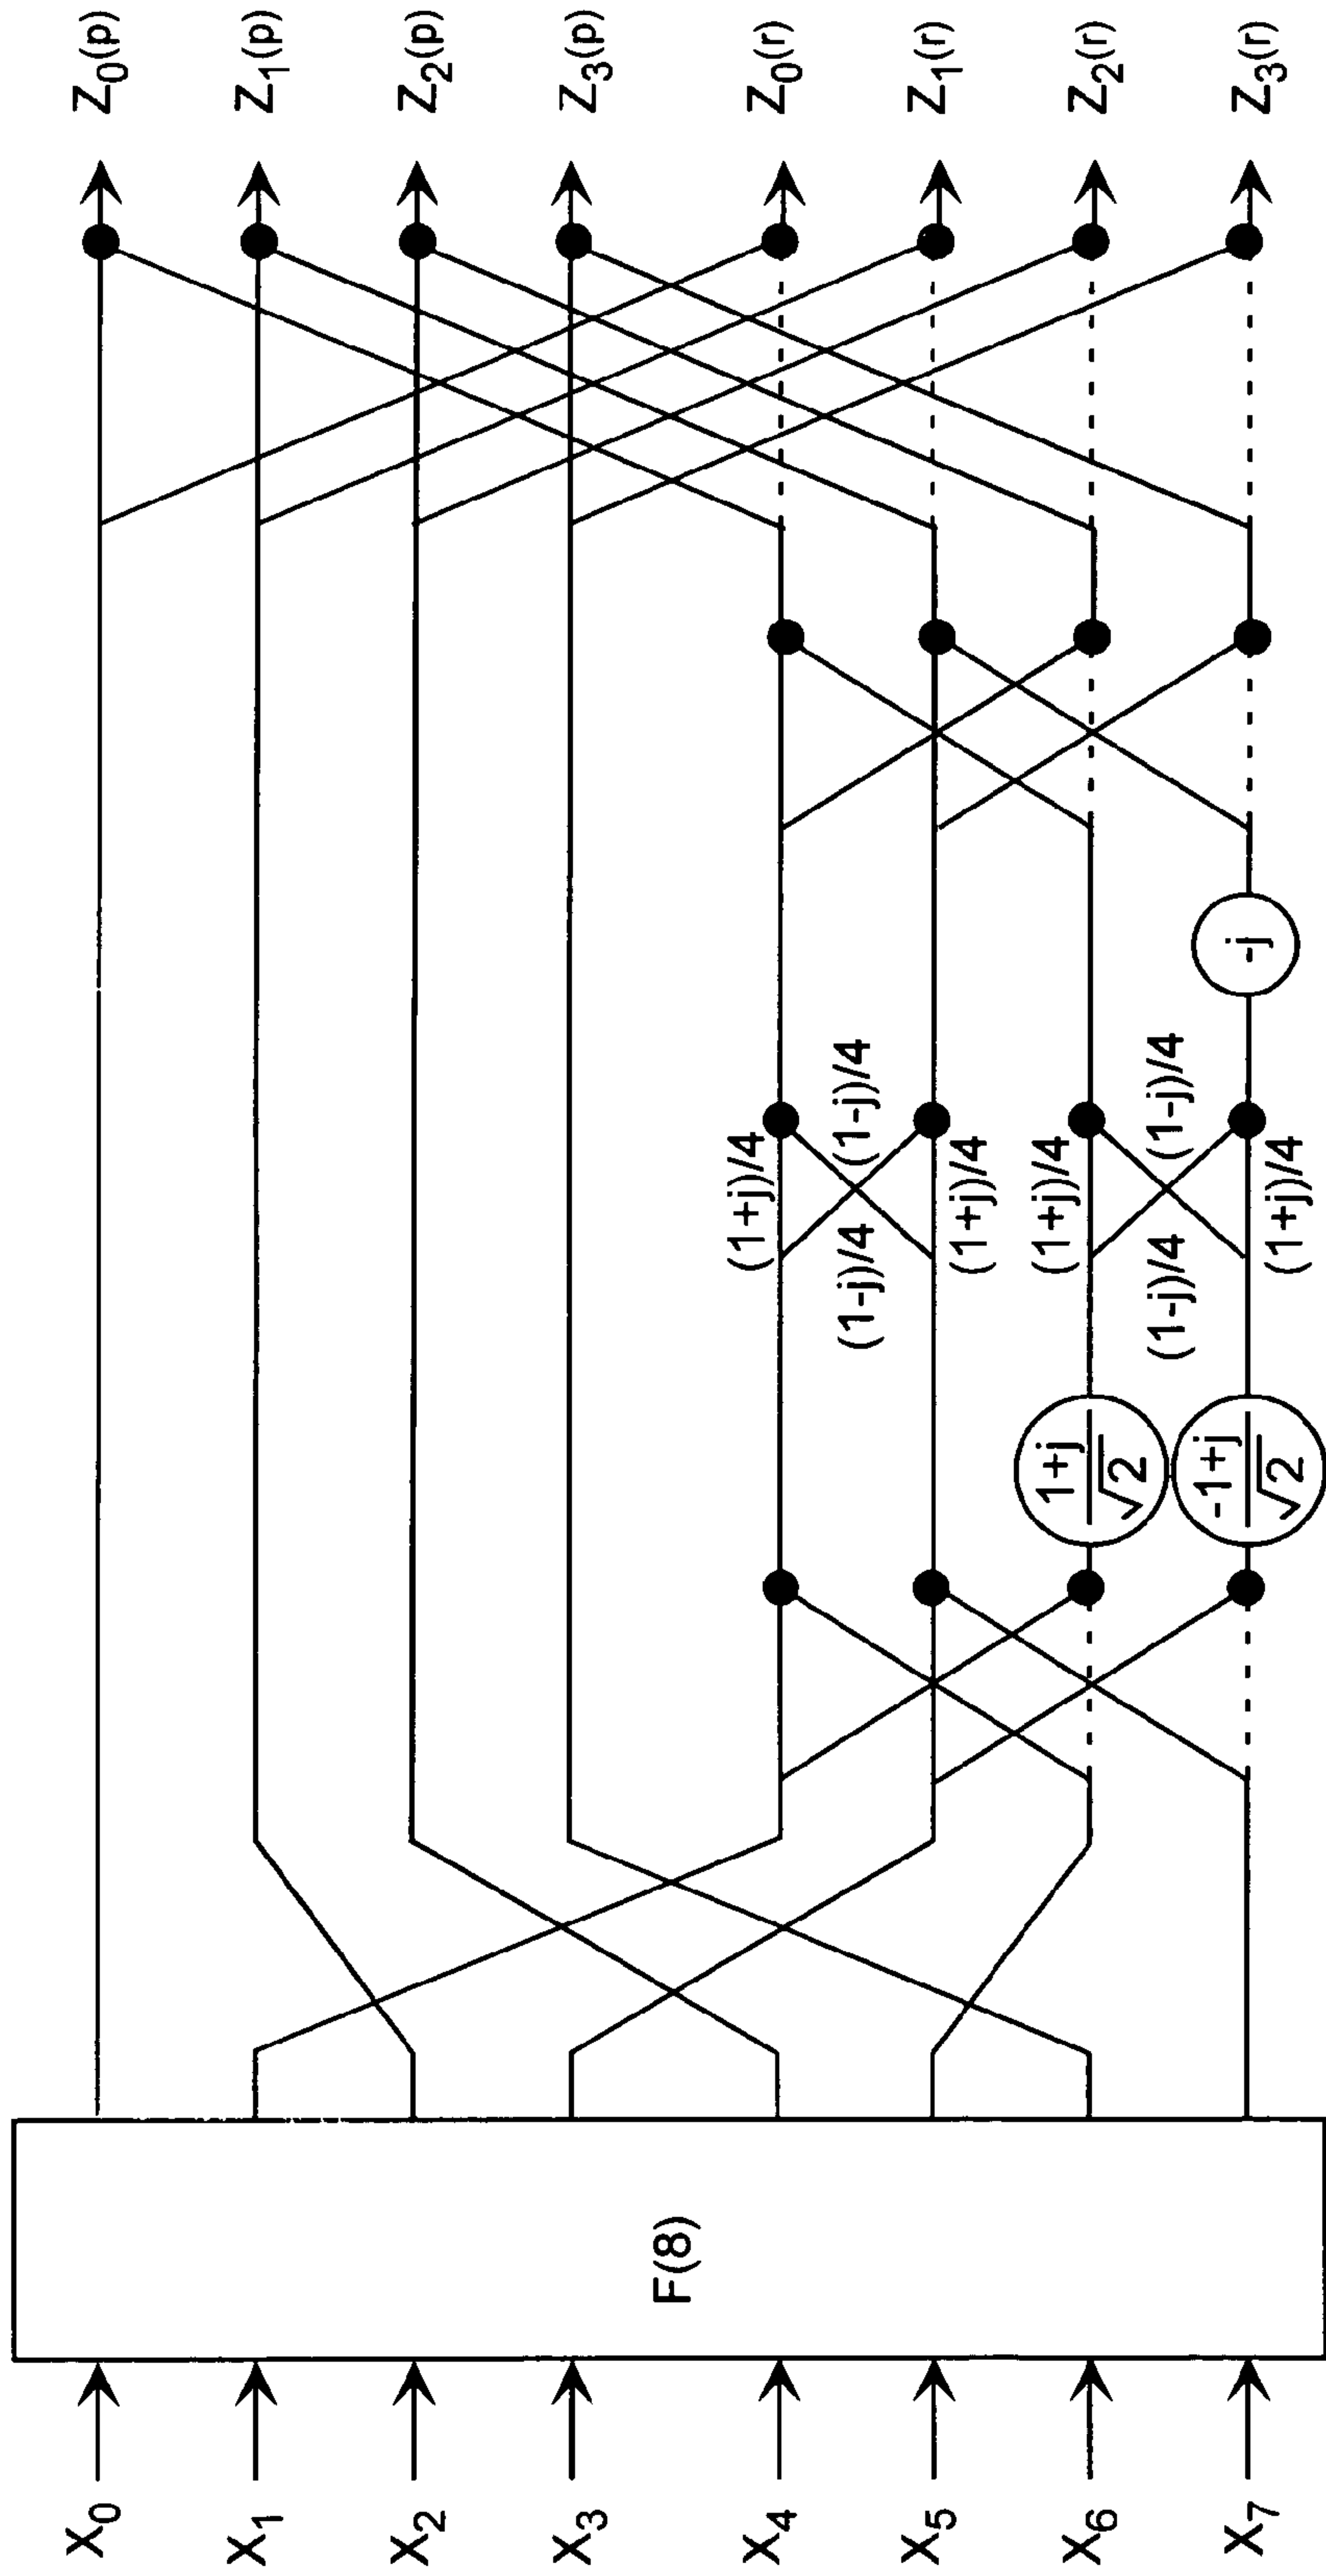 X0
X1
X2
X3
X4
X5
X6
X7
F(8)
1+j
√2
-1+j
√2
(1+j)/4
(1-j)/4
(1-j)/4
(1+j)/4
(1+j)/4
(1-j)/4
(1-j)/4
(1+j)/4
-j
Z0(p)
Z1(p)
Z2(p)
Z3(p)
Z0(r)
Z1(r)
Z2(r)
Z3(r)